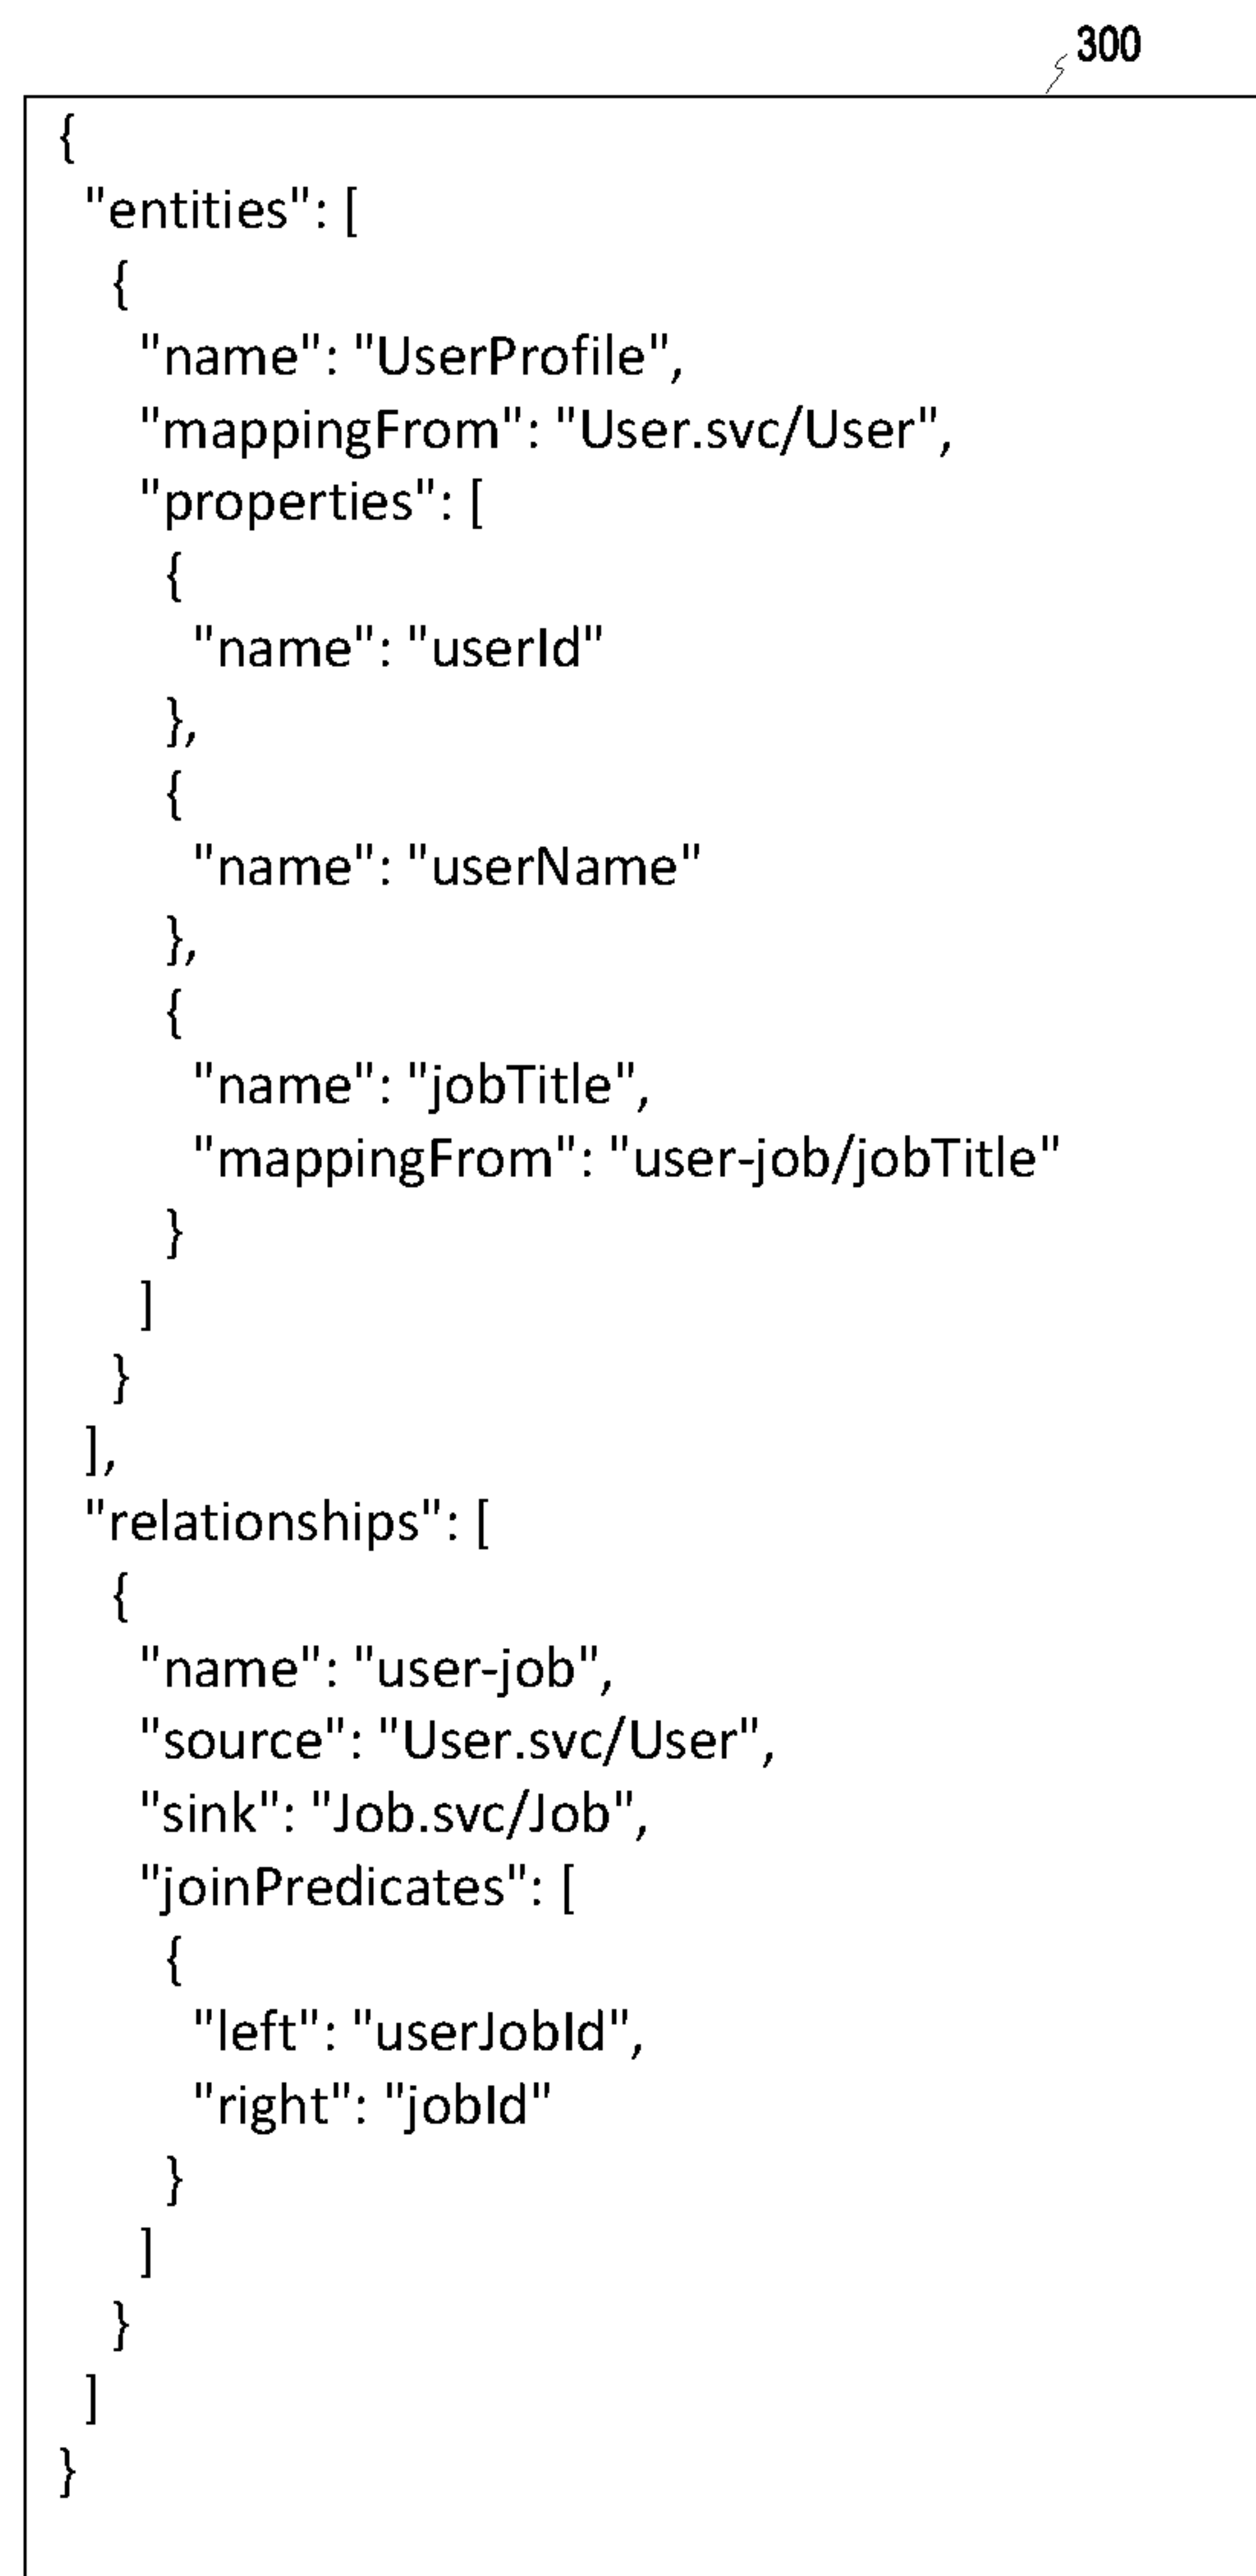 300
{
"entities": [
{
"name": "UserProfile",
"mappingFrom": "User.svc/User",
"properties": [
{
"name": "userId"
},
{
"name": "userName"
},
{
"name": "jobTitle",
"mappingFrom": "user-job/jobTitle"
}
]
}
],
"relationships": [
{
"name": "user-job",
"source": "User.svc/User",
"sink": "Job.svc/Job",
"joinPredicates": [
{
"left": "userJobId",
"right": "jobId"
}
]
}
]
}